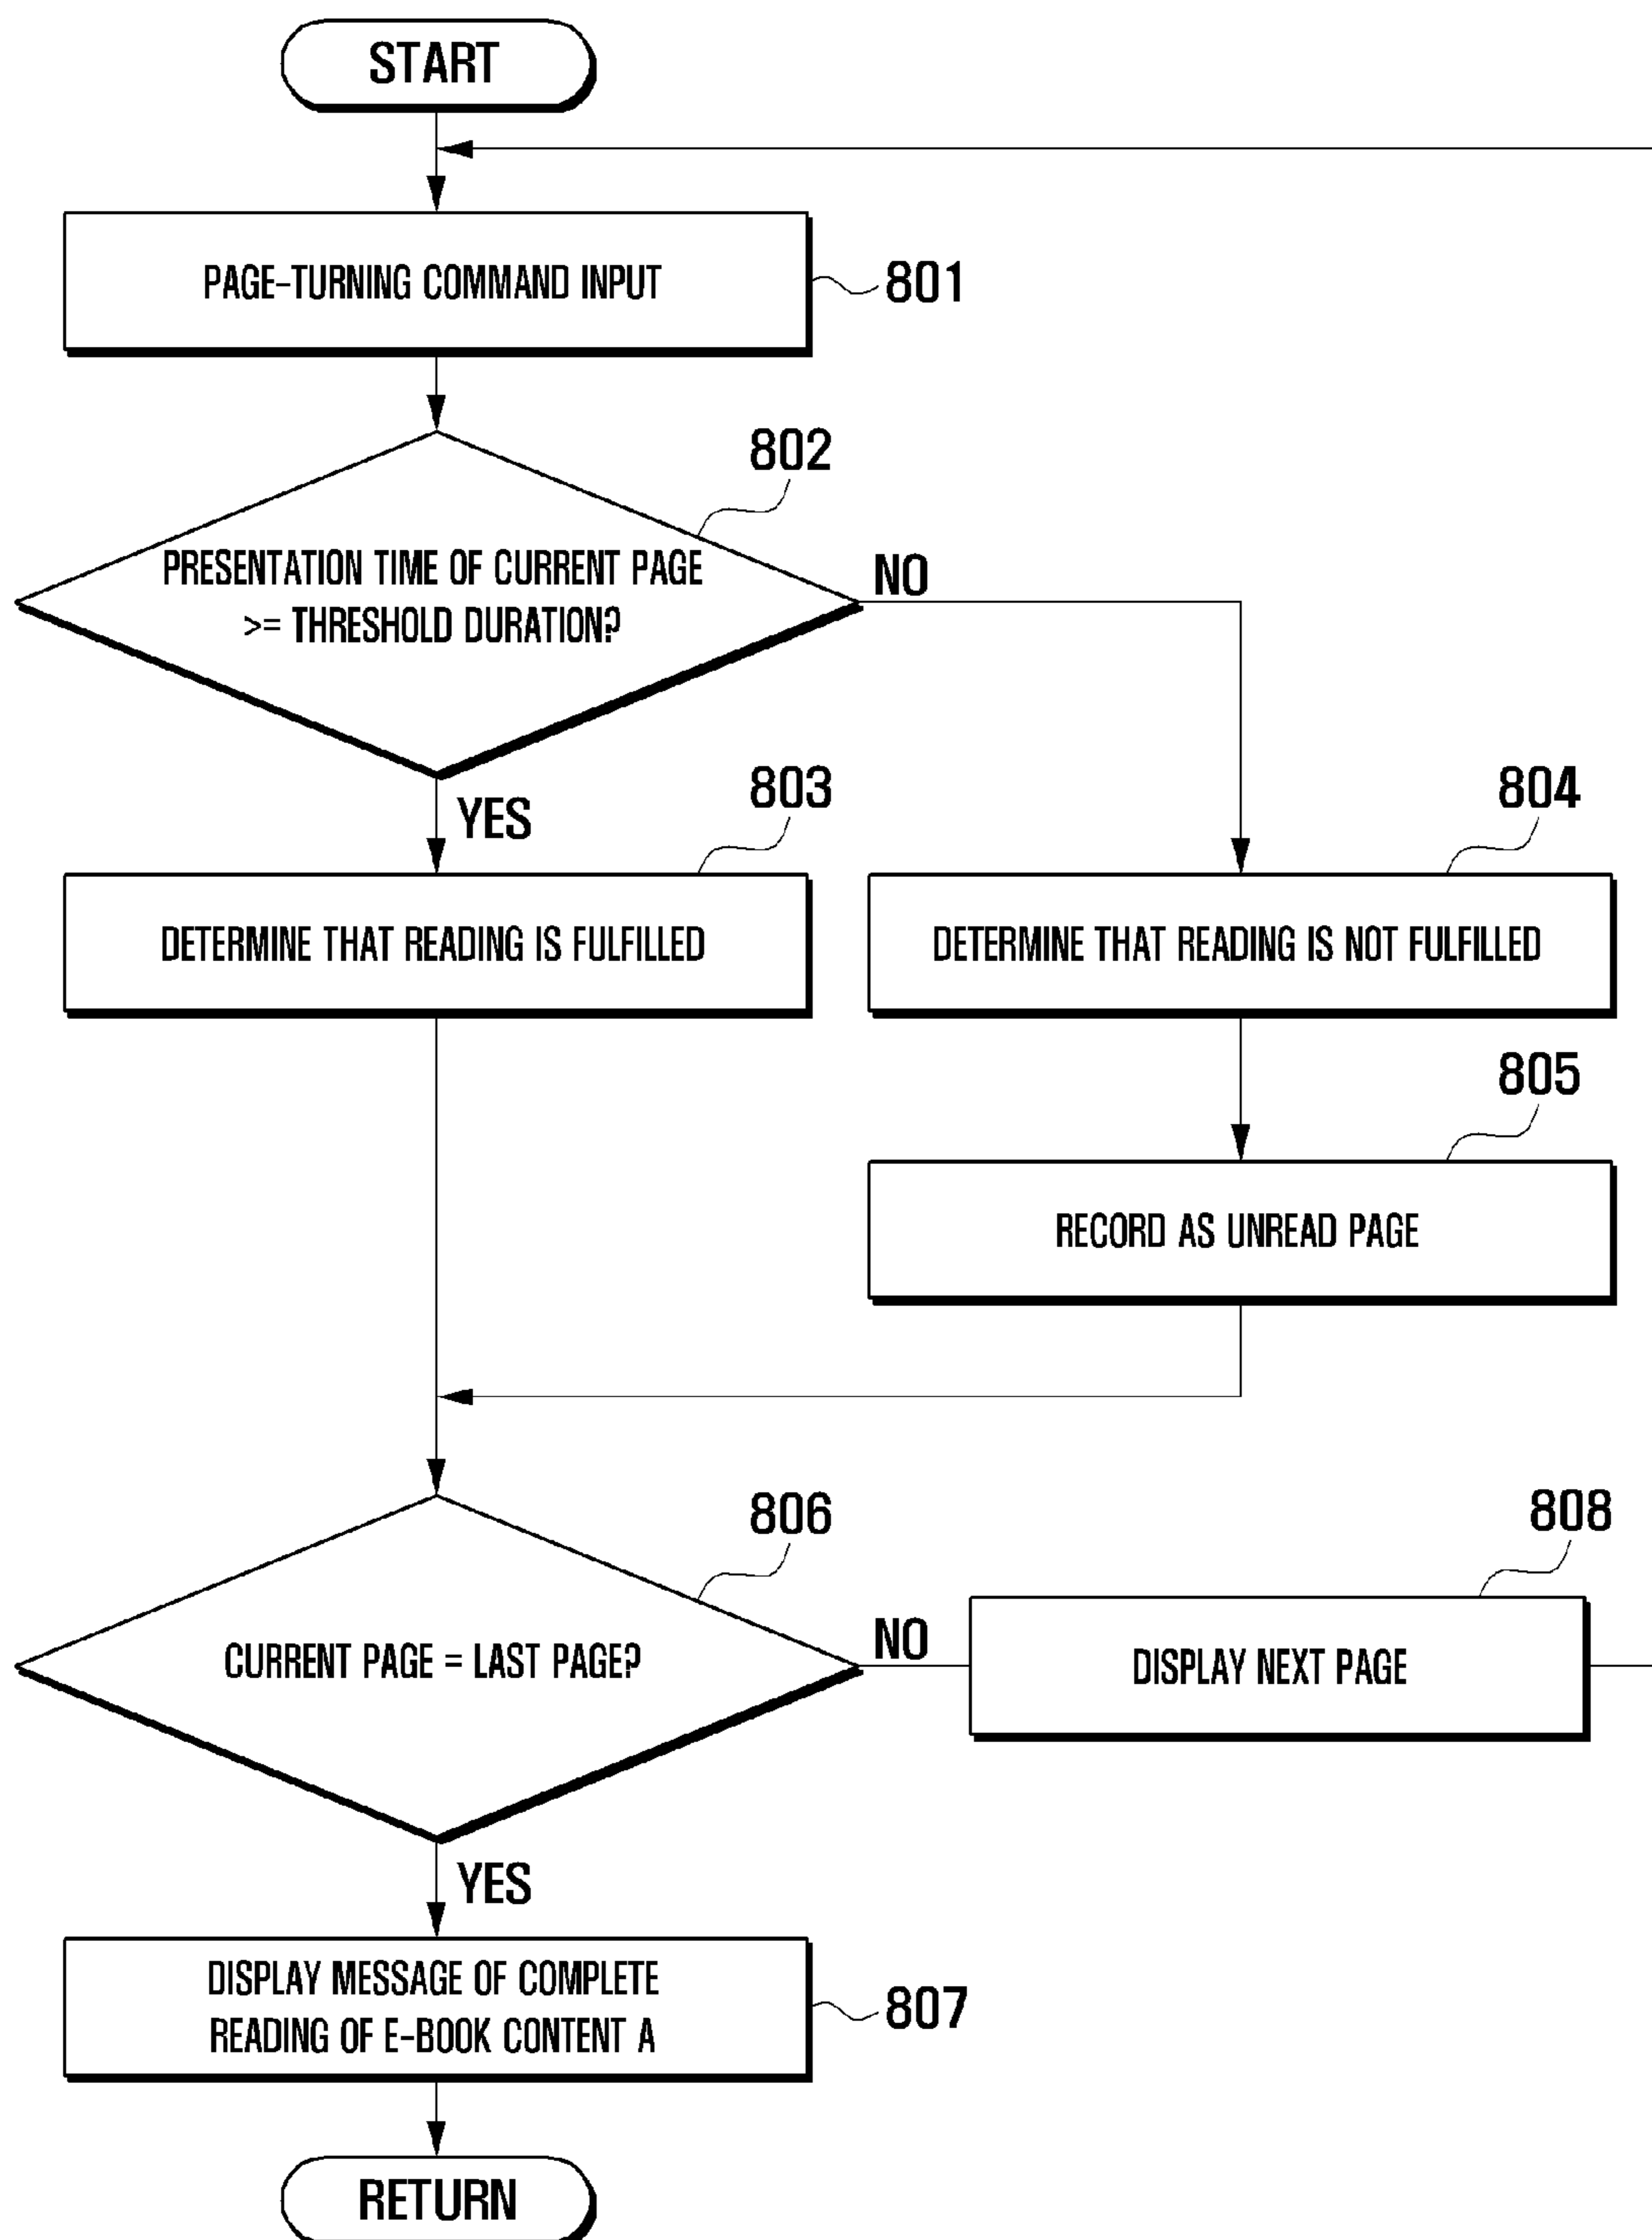 START
PAGE-TURNING COMMAND INPUT
801
802
PRESENTATION TIME OF CURRENT PAGE
>= THRESHOLD DURATION?
NO
YES
803
804
DETERMINE THAT READING IS FULFILLED
DETERMINE THAT READING IS NOT FULFILLED
805
RECORD AS UNREAD PAGE
806
808
CURRENT PAGE = LAST PAGE?
NO
DISPLAY NEXT PAGE
YES
DISPLAY MESSAGE OF COMPLETE
READING OF E-BOOK CONTENT A
807
RETURN